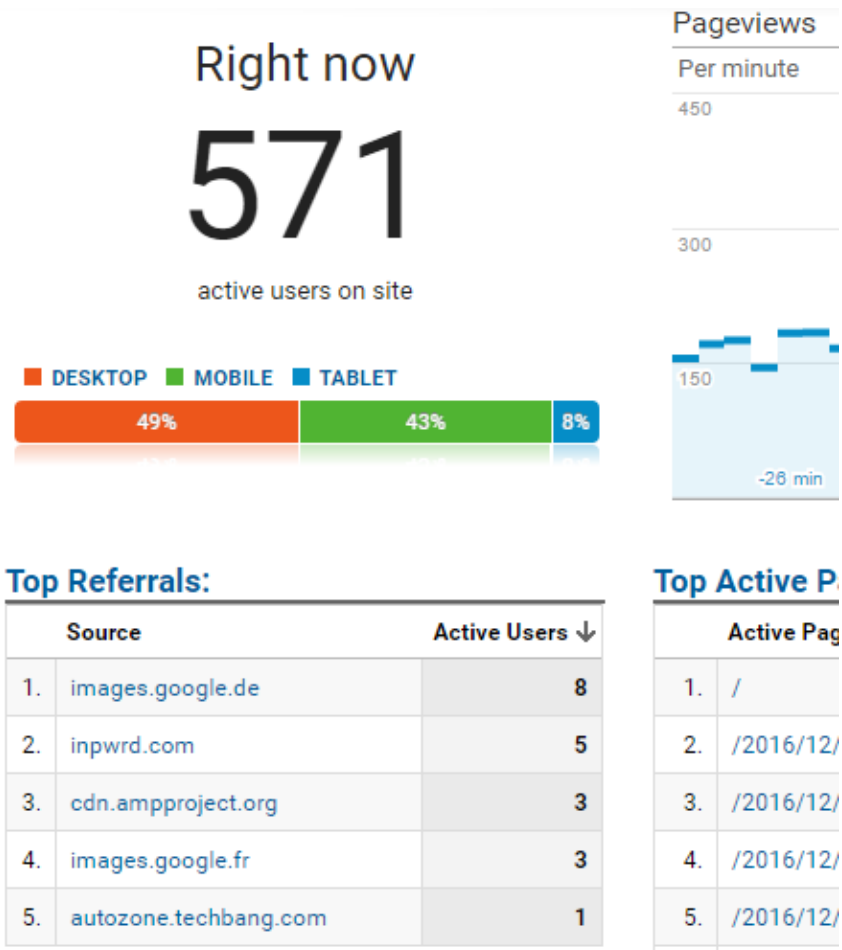 Right now
571
active users on site
DESKTOP MOBILE TABLET
49% 43% 8%
Pageviews
Per minute
450
300
150
-26 min
Top Referrals:
Source Active Users ↓
1. images.google.de 8
2. inpwrd.com 5
3. cdn.ampproject.org 3
4. images.google.fr 3
5. autozone.techbang.com 1
Top Active P
Active Pag
1. /
2. /2016/12/
3. /2016/12/
4. /2016/12/
5. /2016/12/